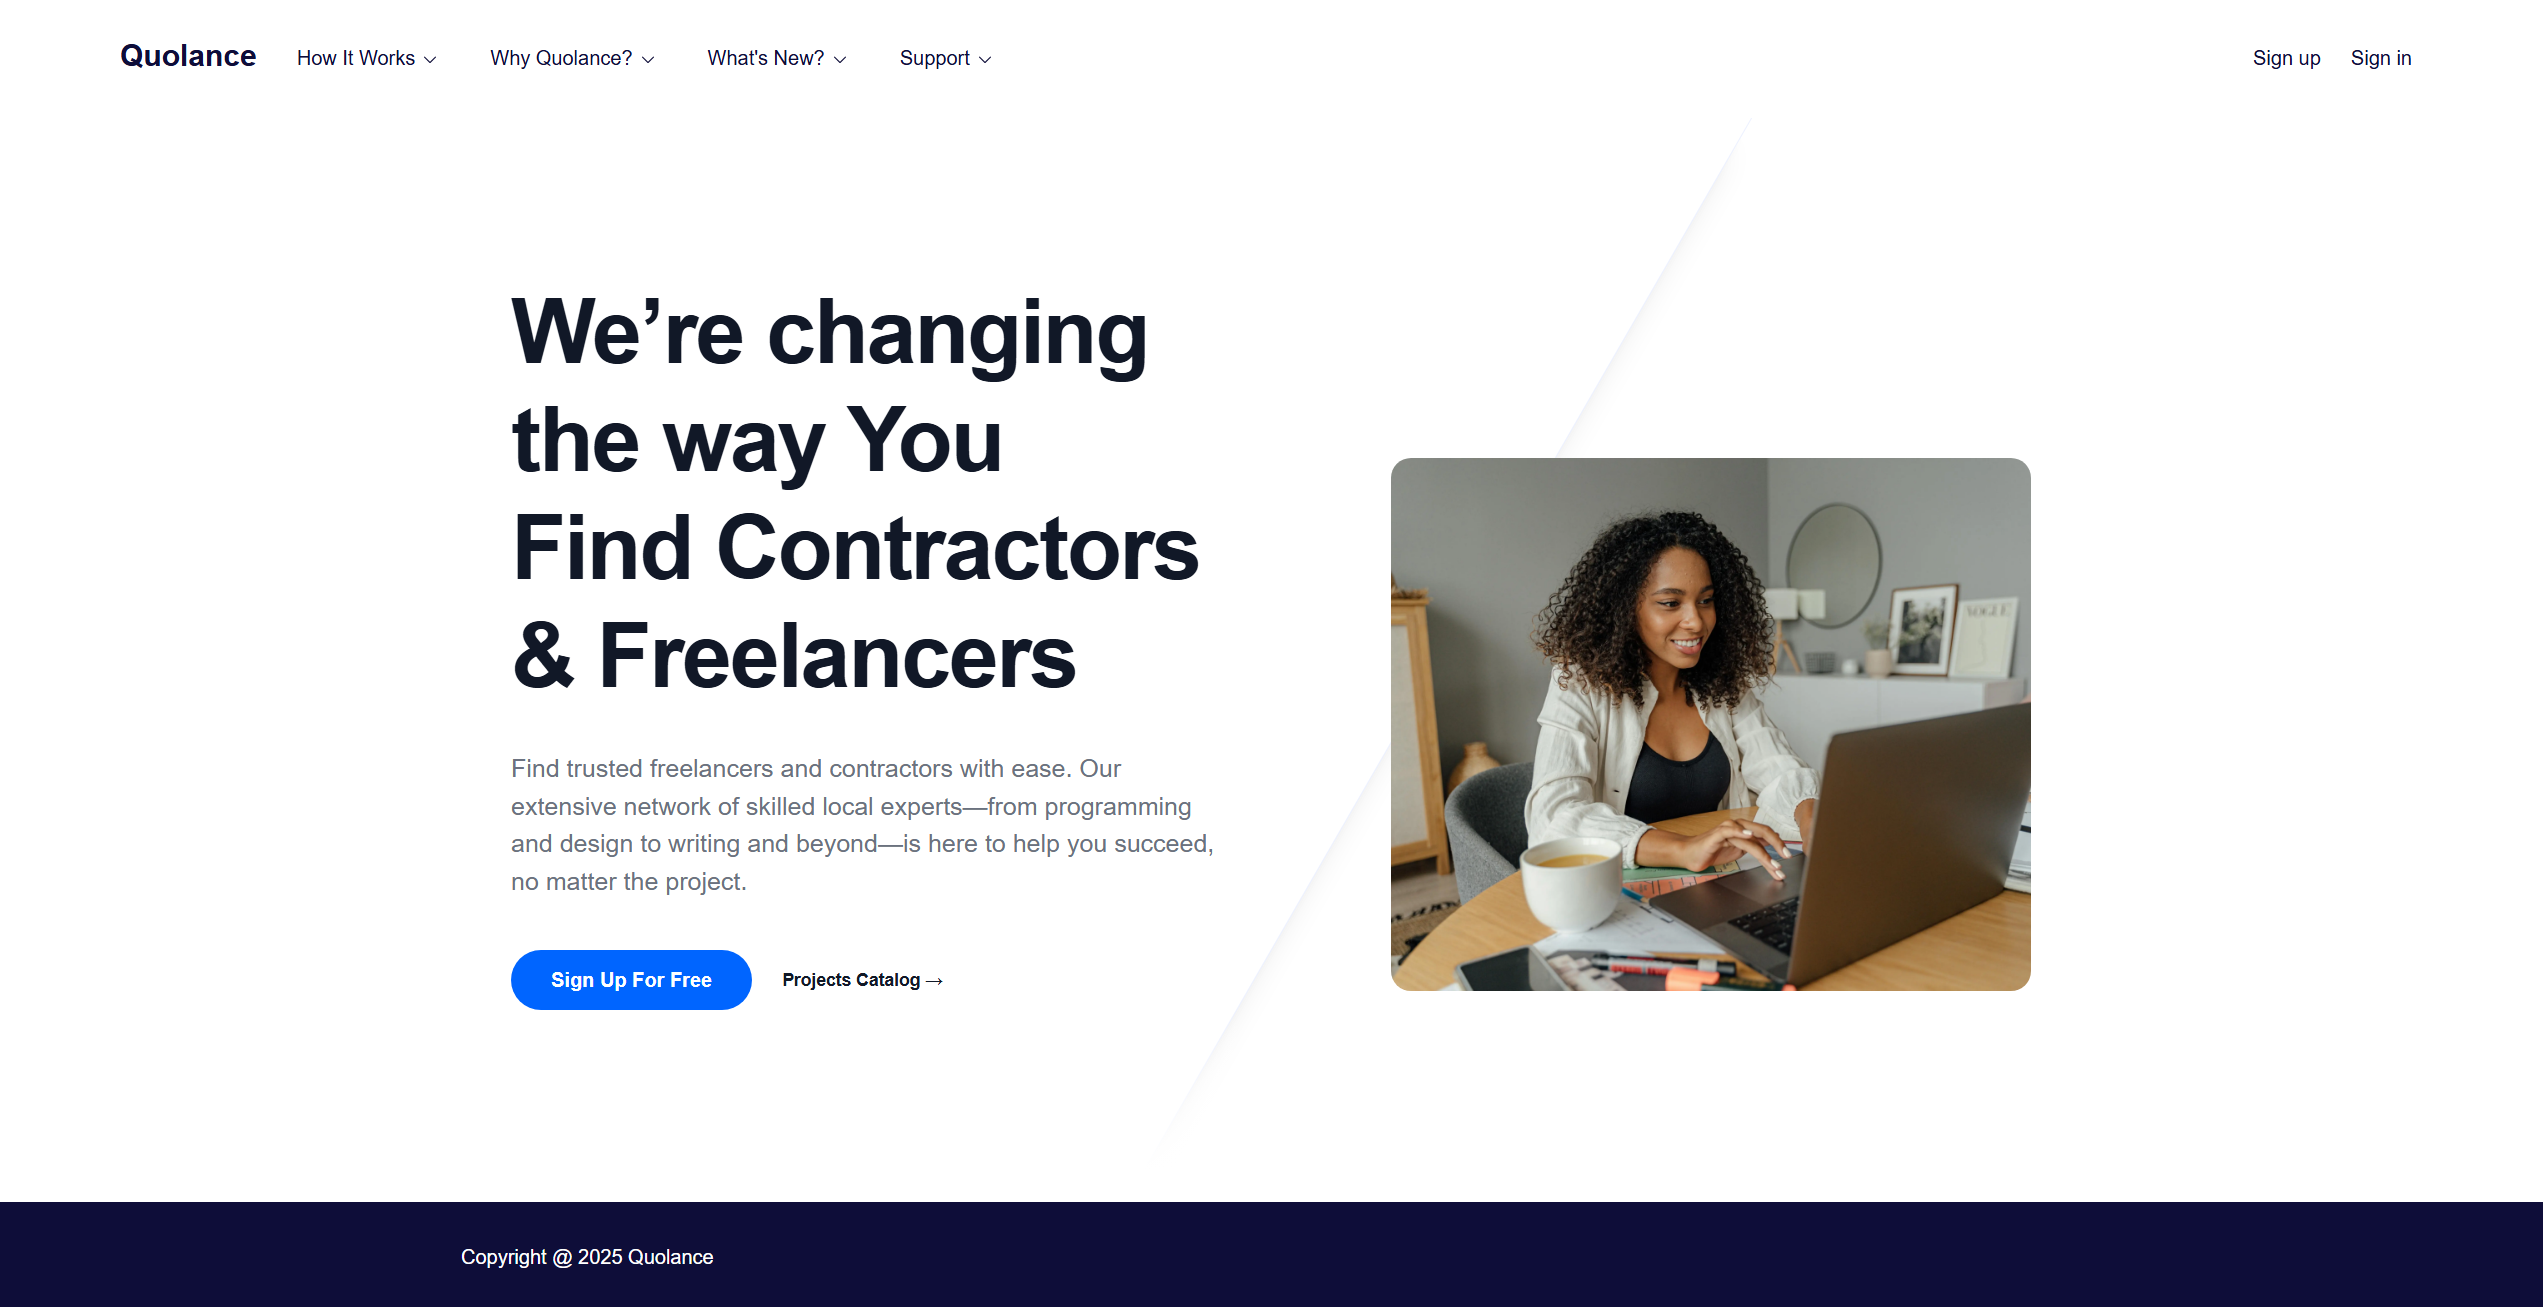 Quolance
How It Works
Why Quolance?
What's New?
Support
Sign up
Sign in
We’re changing
the way You
Find Contractors
& Freelancers
Find trusted freelancers and contractors with ease. Our
extensive network of skilled local experts—from programming
and design to writing and beyond—is here to help you succeed,
no matter the project.
Sign Up For Free
Projects Catalog →
VOGUE
Copyright @ 2025 Quolance